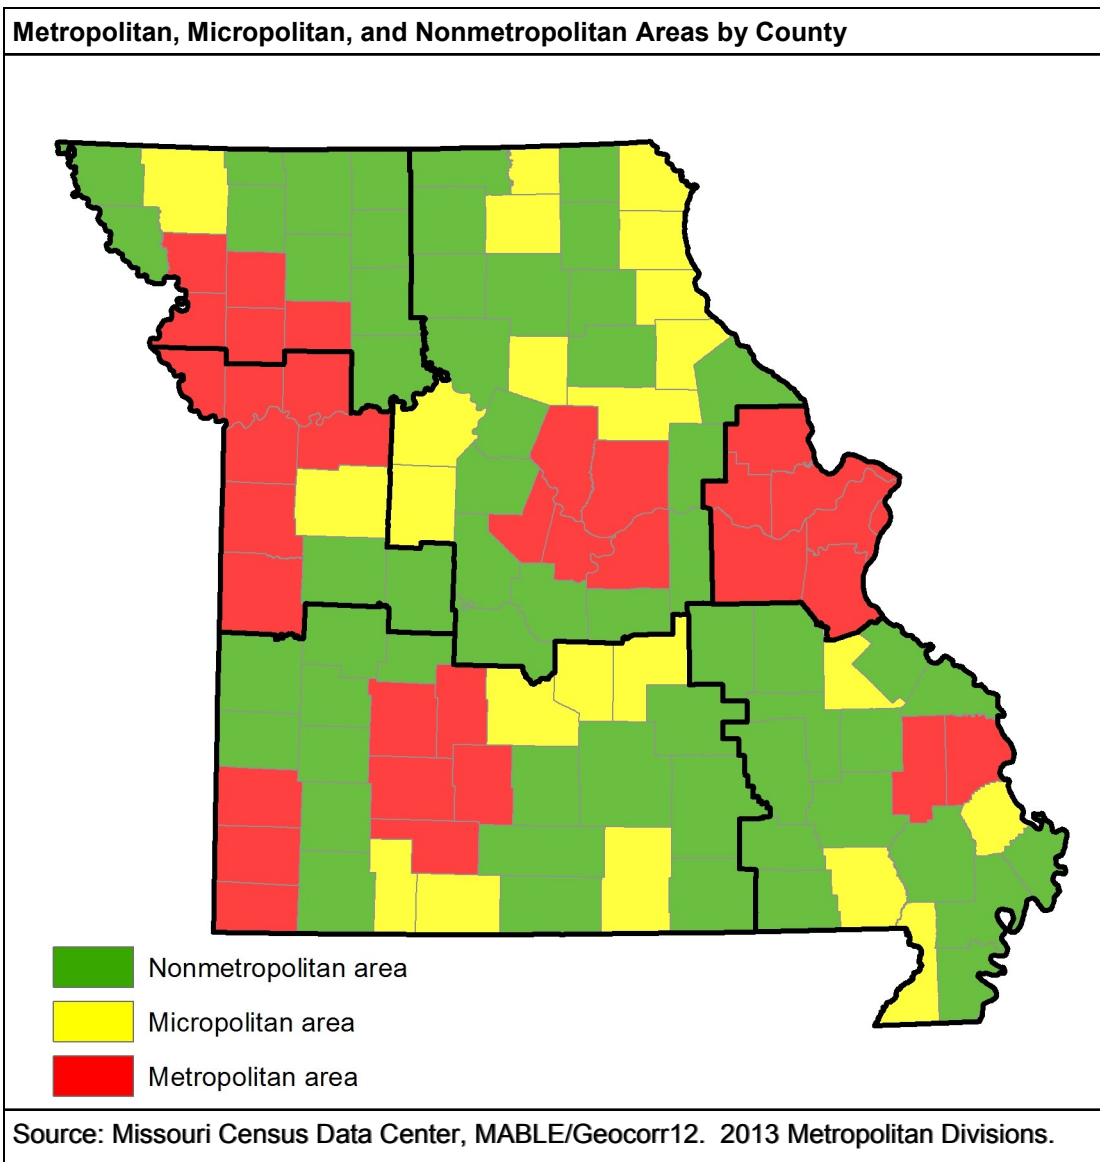 Metropolitan, Micropolitan, and Nonmetropolitan Areas by County
Nonmetropolitan area
Micropolitan area
Metropolitan area
Source: Missouri Census Data Center, MABLE/Geocorr12.  2013 Metropolitan Divisions.